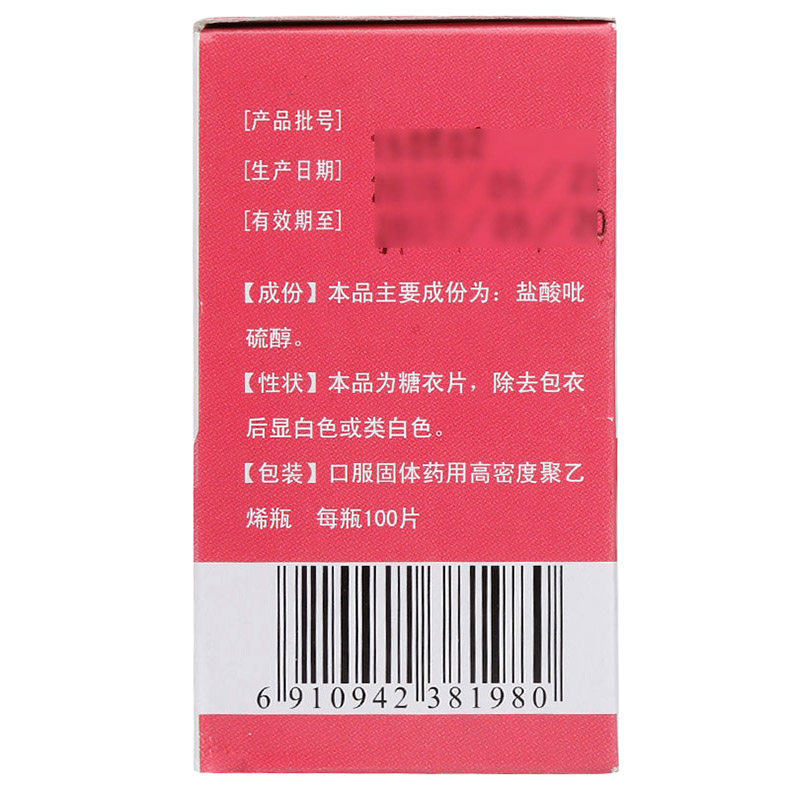 [产品批号]
[生产日期]
[有效期至]
【成份】本品主要成份为：盐酸吡
硫醇。
【性状】本品为糖衣片，除去包衣
后显白色或类白色。
【包装】口服固体药用高密度聚乙
烯瓶 每瓶100片
6 910942 381980